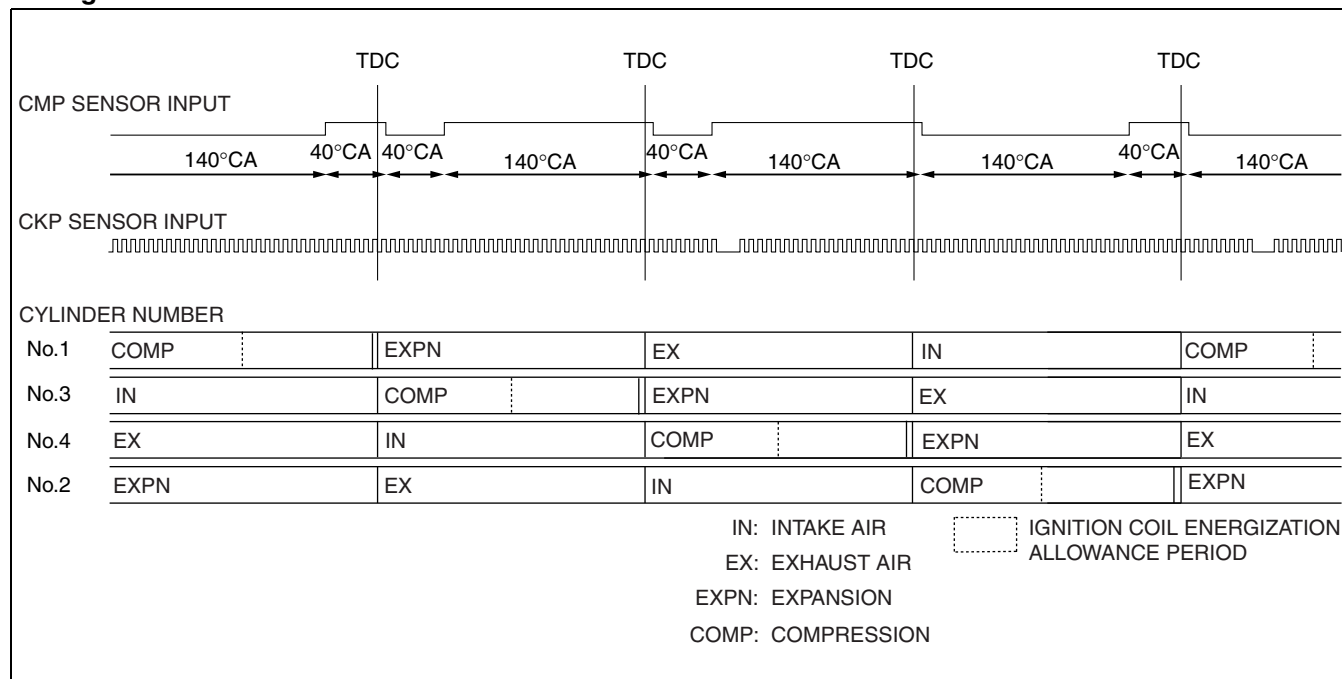 TDC TDC TDC TDC
CMP SENSOR INPUT
140°CA 40°CA 40°CA 140°CA 40°CA 140°CA 140°CA 40°CA 140°CA
CKP SENSOR INPUT
CYLINDER NUMBER
No.1 COMP EXPN EX IN COMP
No.3 IN COMP EXPN EX IN
No.4 EX IN COMP EXPN EX
No.2 EXPN EX IN COMP EXPN
IN: INTAKE AIR
EX: EXHAUST AIR
EXPN: EXPANSION
COMP: COMPRESSION
IGNITION COIL ENERGIZATION
ALLOWANCE PERIOD